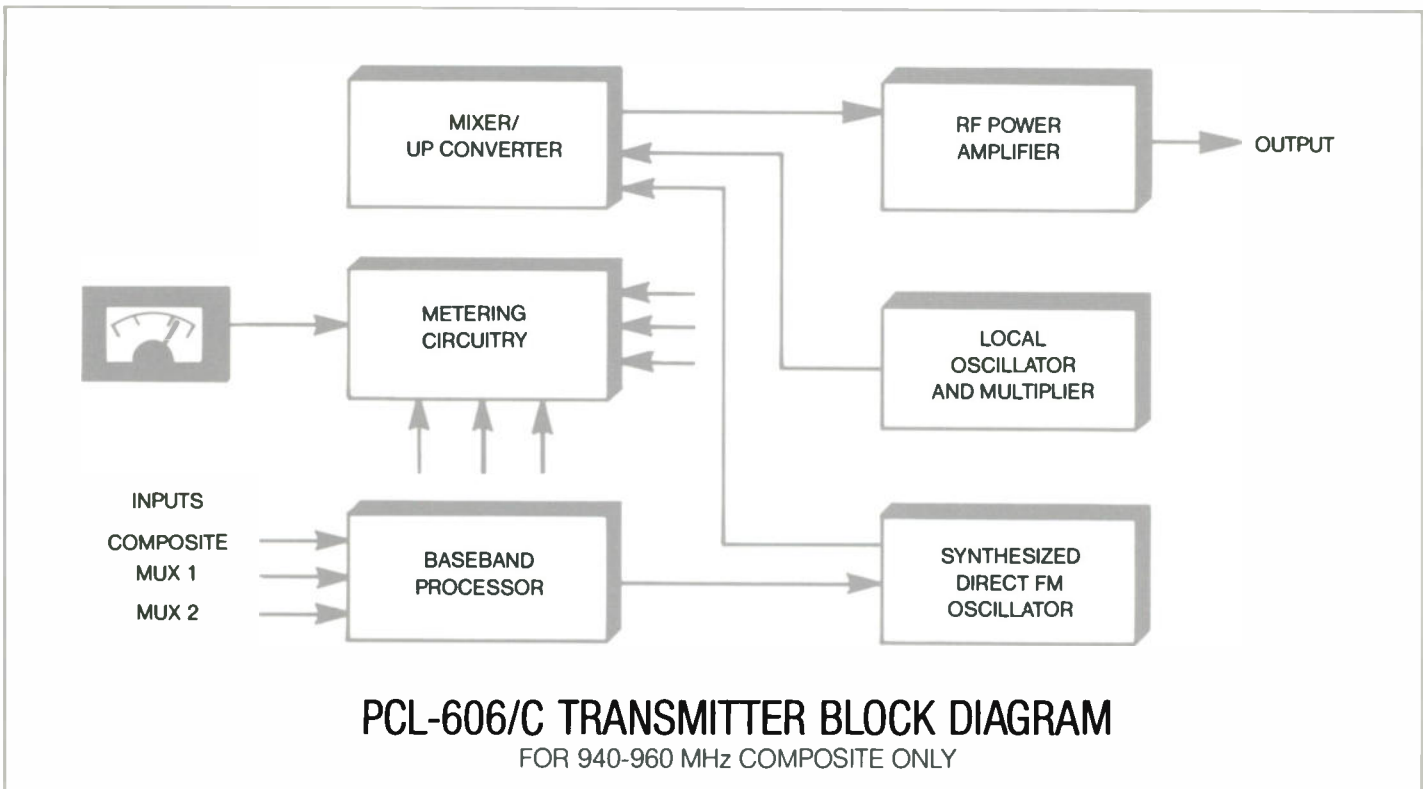 MIXER/
UP CONVERTER
RF POWER
AMPLIFIER
OUTPUT
METERING
CIRCUITRY
LOCAL
OSCILLATOR
AND MULTIPLIER
INPUTS
COMPOSITE
MUX 1
MUX 2
BASEBAND
PROCESSOR
SYNTHESIZED
DIRECT FM
OSCILLATOR
PCL-606/C TRANSMITTER BLOCK DIAGRAM
FOR 940-960 MHz COMPOSITE ONLY